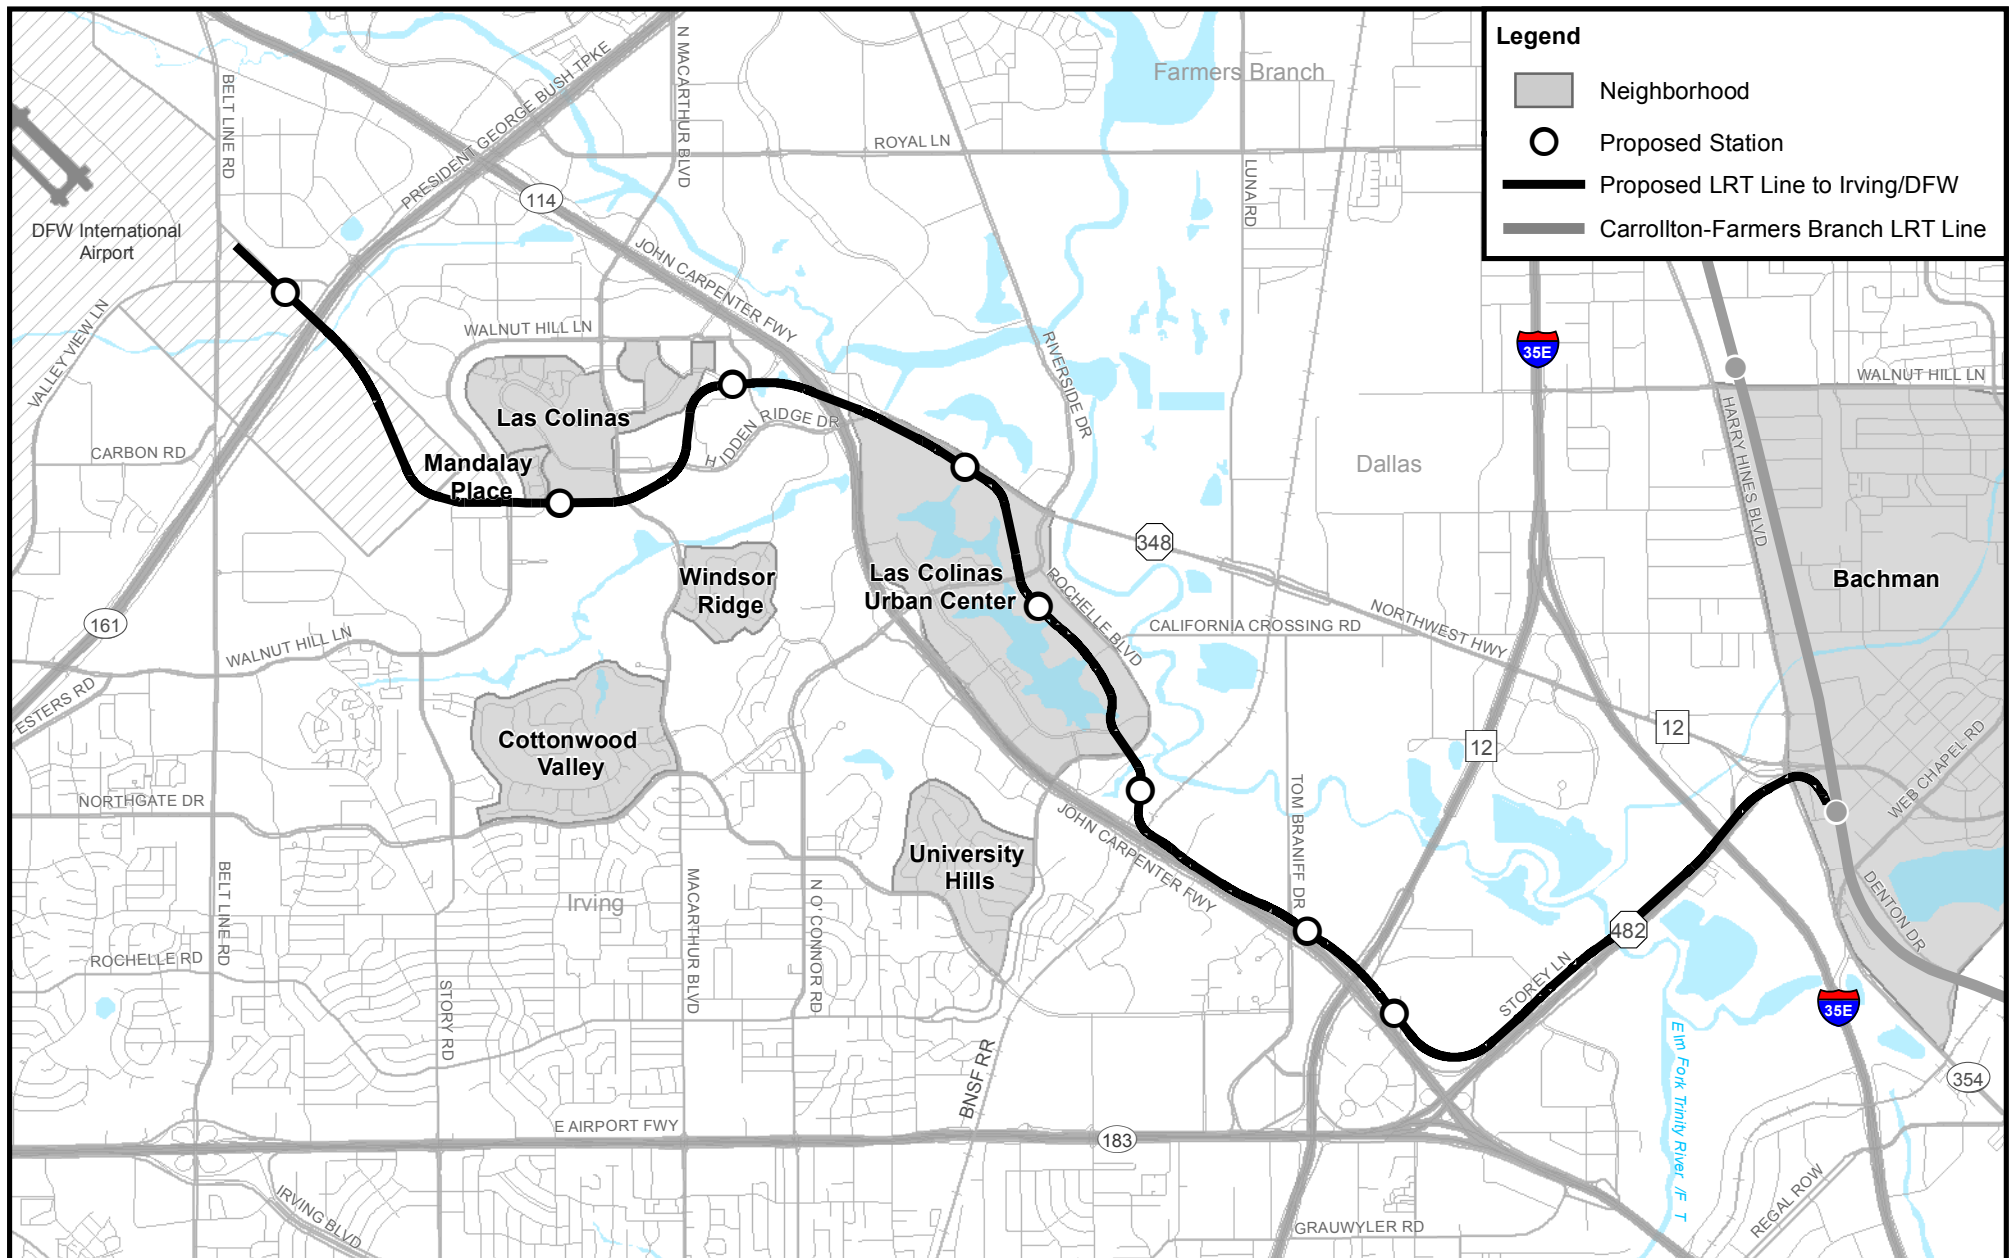 Legend
Neighborhood
Proposed Station
Proposed LRT Line to Irving/DFW
Carrollton-Farmers Branch LRT Line
Farmers Branch
BELT LINE RD
PRESIDENT GEORGE BUSH TPKE
N MACARTHUR BLVD
ROYAL LN
LUNA RD
114
DFW International
Airport
JOHN CARPENTER FWY
VALLEY VIEW LN
WALNUT HILL LN
RIVERSIDE DR
35E
WALNUT HILL LN
HARRY HINES BLVD
Las Colinas
HIDDEN RIDGE DR
CARBON RD
Mandalay
Place
Dallas
348
Windsor
Ridge
Las Colinas
Urban Center
ROCHELLE BLVD
Bachman
NORTHWEST HWY
CALIFORNIA CROSSING RD
161
WALNUT HILL LN
ESTERS RD
12
12
Cottonwood
Valley
WEB CHAPEL RD
NORTHGATE DR
TOM BRANIFF DR
JOHN CARPENTER FWY
University
Hills
BELT LINE RD
Irving
MACARTHUR BLVD
N O' CONNOR RD
DENTON DR
482
ROCHELLE RD
STORY RD
STOREY LN
35E
Elm Fork Trinity River /F T
BNSF RR
354
E AIRPORT FWY
183
IRVING BLVD
REGAL ROW
GRAUWYLER RD